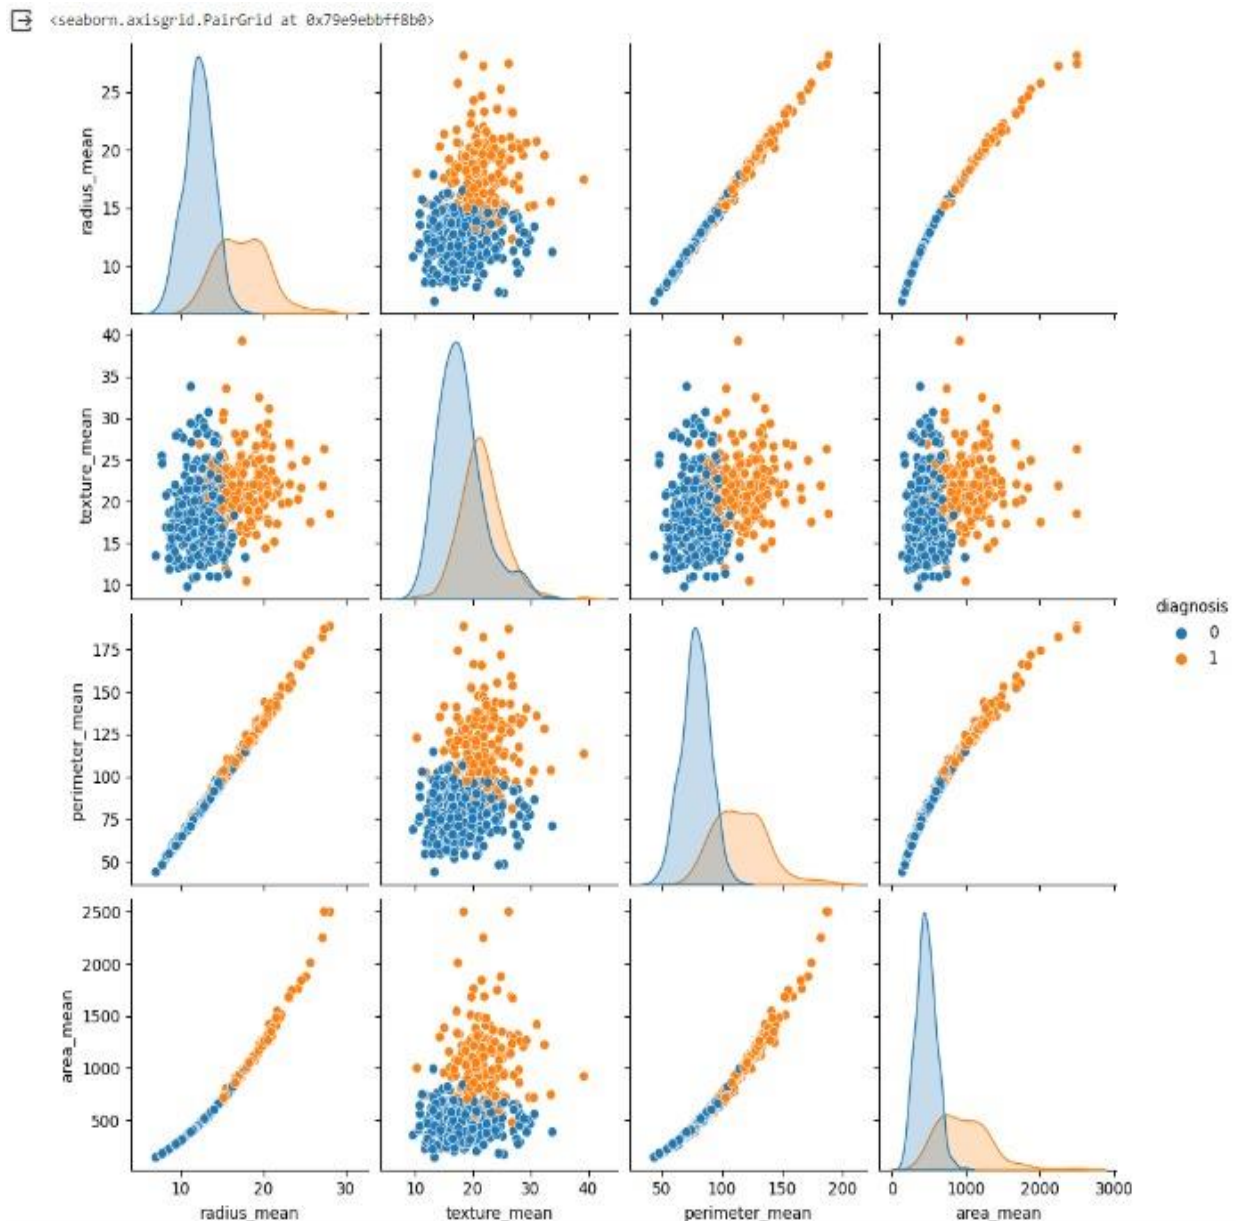 <seaborn.axisgrid.PairGrid at 0x79e9ebbff8b0>
25
20
15
10
radius_mean
40
35
30
25
20
15
10
texture_mean
diagnosis
0
1
175
150
125
100
75
50
perimeter_mean
2500
2000
1500
1000
500
area_mean
10 20 30
radius_mean
10 20 30 40
texture_mean
50 100 150 200
perimeter_mean
0 1000 2000 3000
area_mean